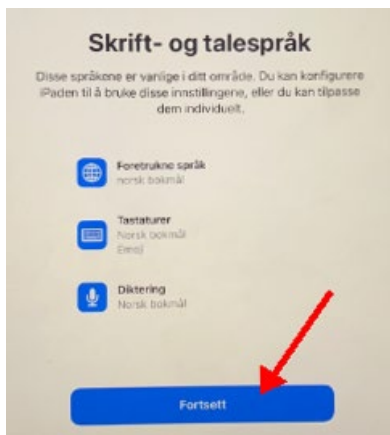 Skrift- og talespråk
Disse språkene er vanlige i ditt område. Du kan konfigurere
iPaden til å bruke disse innstillingene, eller du kan tilpasse
dem individuelt.
Foretrukne språk
norsk bokmål
Tastaturer
Norsk bokmål
Emoji
Diktering
Norsk bokmål
Fortsett